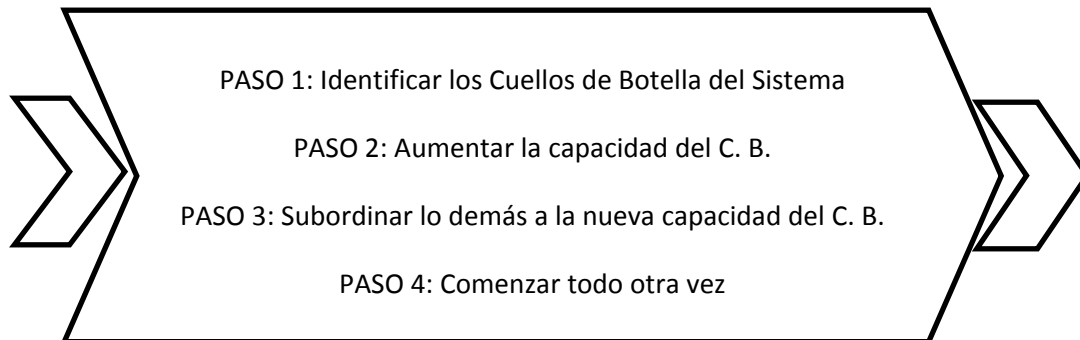 PASO 1: Identificar los Cuellos de Botella del Sistema
PASO 2: Aumentar la capacidad del C. B.
PASO 3: Subordinar lo demás a la nueva capacidad del C. B.
PASO 4: Comenzar todo otra vez